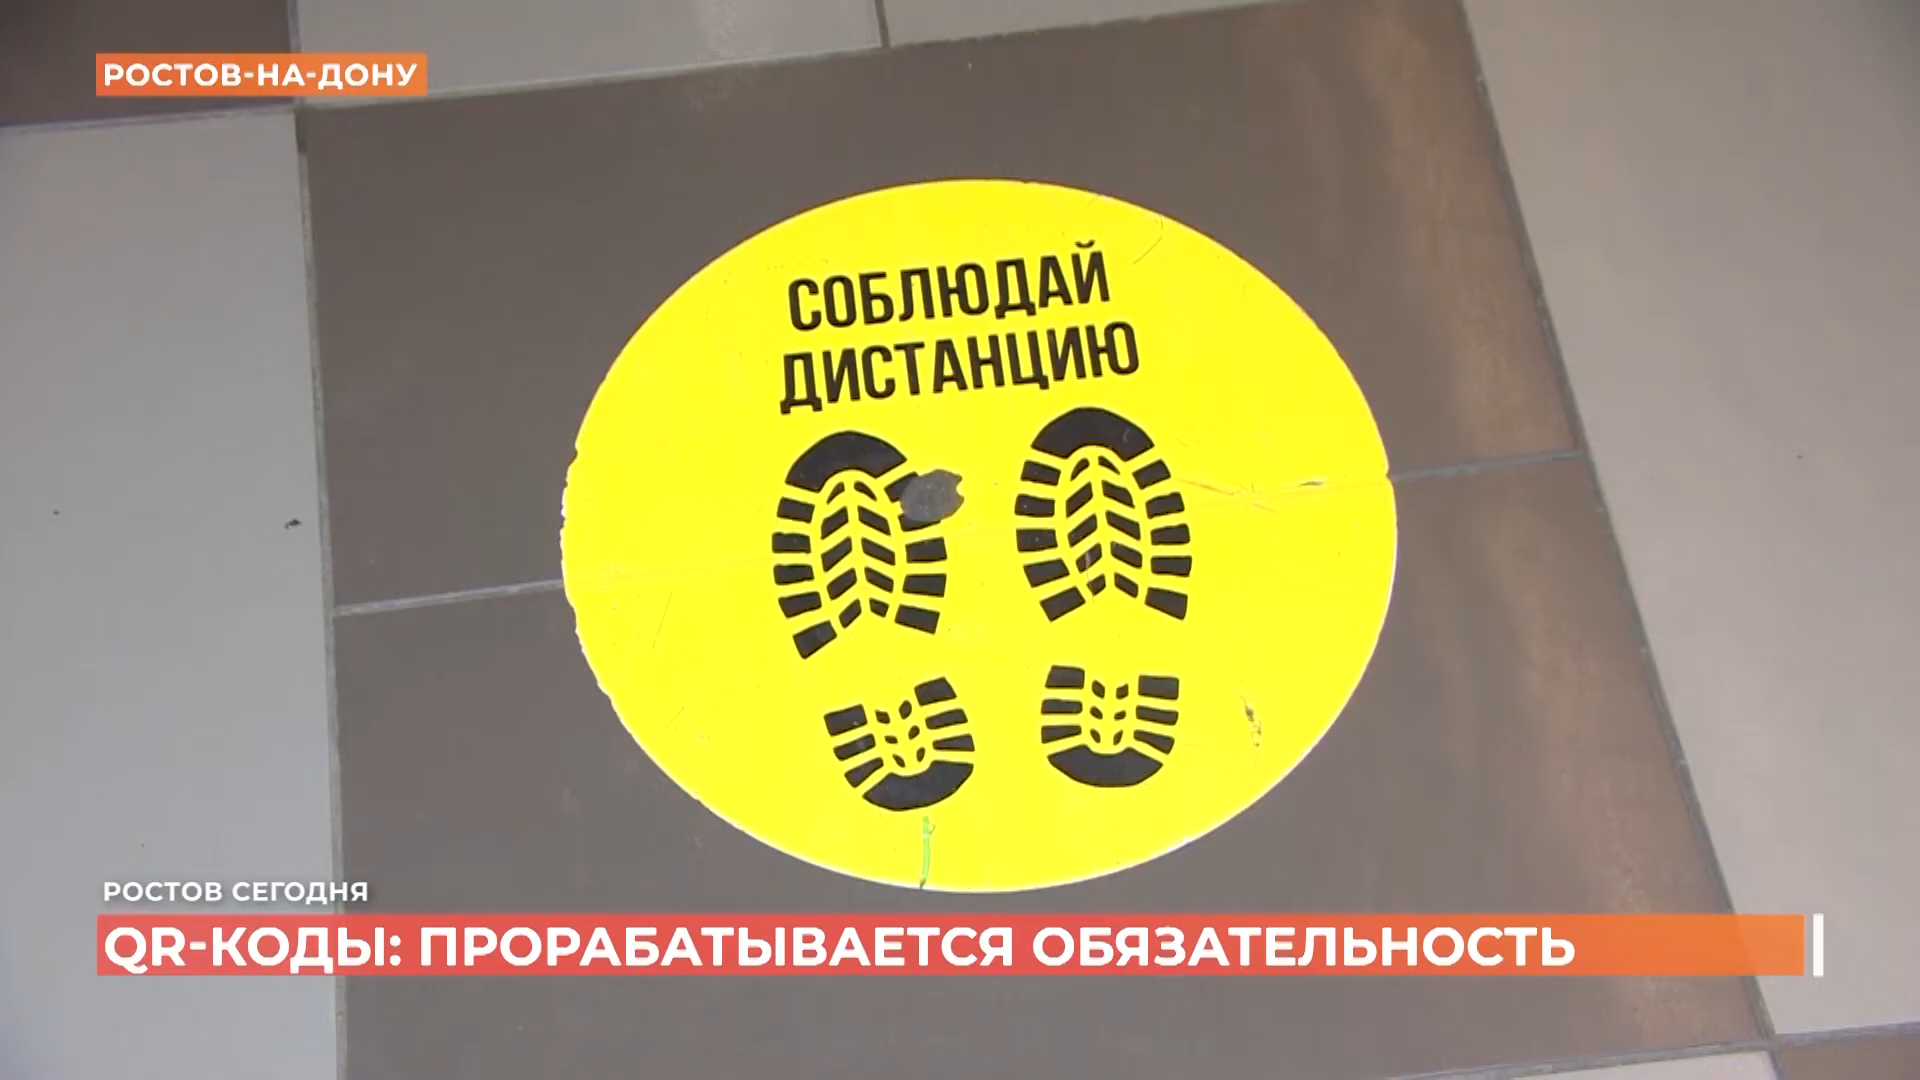 РОСТОВ-НА-ДОНУ
СОБЛЮДАЙ
ДИСТАНЦИЮ
РОСТОВ СЕГОДНЯ
QR-КОДЫ: ПРОРАБАТЫВАЕТСЯ ОБЯЗАТЕЛЬНОСТЬ